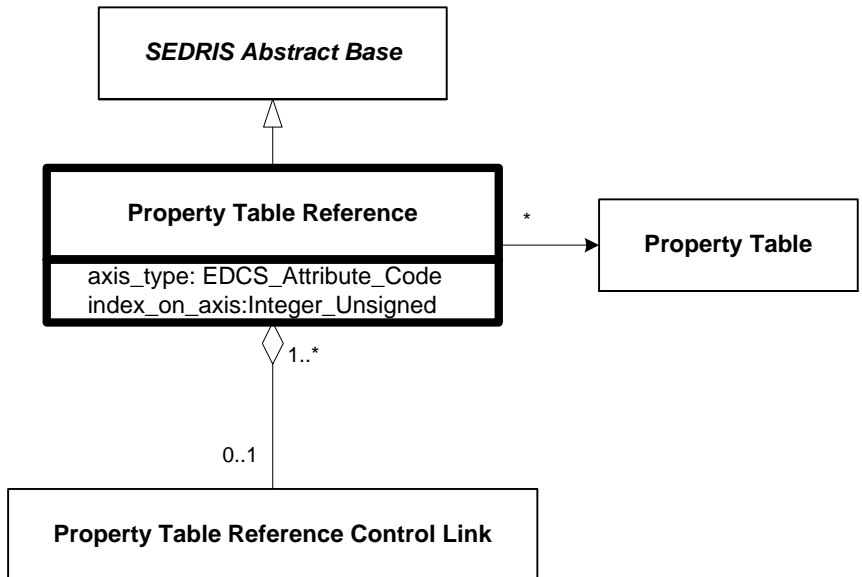 SEDRIS Abstract Base
Property Table Reference
*
Property Table
axis_type: EDCS_Attribute_Code
index_on_axis:Integer_Unsigned
1..*
0..1
Property Table Reference Control Link